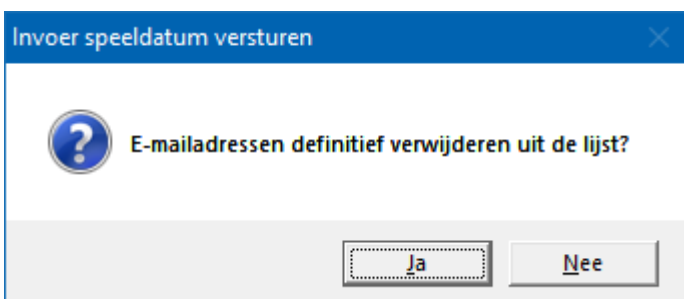 Invoer speeldatum versturen
E-mailadressen definitief verwijderen uit de lijst?
Ja
Nee